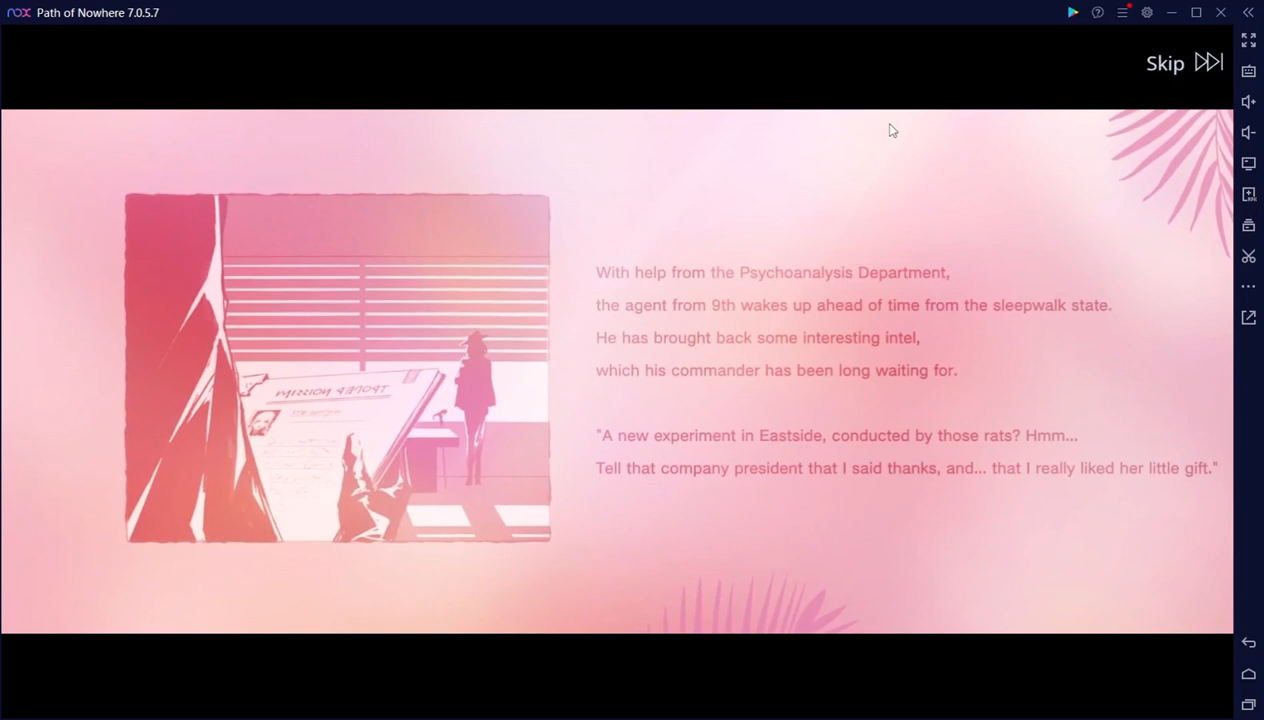 nox Path of Nowhere 7.0.5.7
Skip
MISSION REPORT
With help from the Psychoanalysis Department,
the agent from 9th wakes up ahead of time from the sleepwalk state.
He has brought back some interesting intel,
which his commander has been long waiting for.
"A new experiment in Eastside, conducted by those rats? Hmm...
Tell that company president that I said thanks, and... that I really liked her little gift."